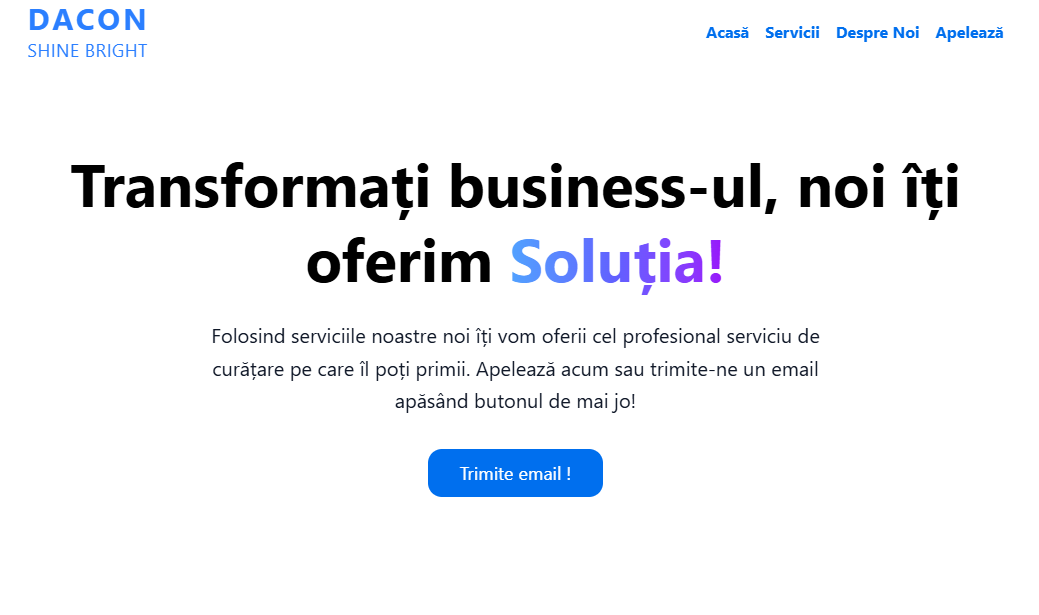 DACON
SHINE BRIGHT
Acasă Servicii Despre Noi Apelează
Transformați business-ul, noi îți
oferim Soluția!
Folosind serviciile noastre noi îți vom oferii cel profesional serviciu de
curățare pe care îl poți primii. Apelează acum sau trimite-ne un email
apăsând butonul de mai jo!
Trimite email !